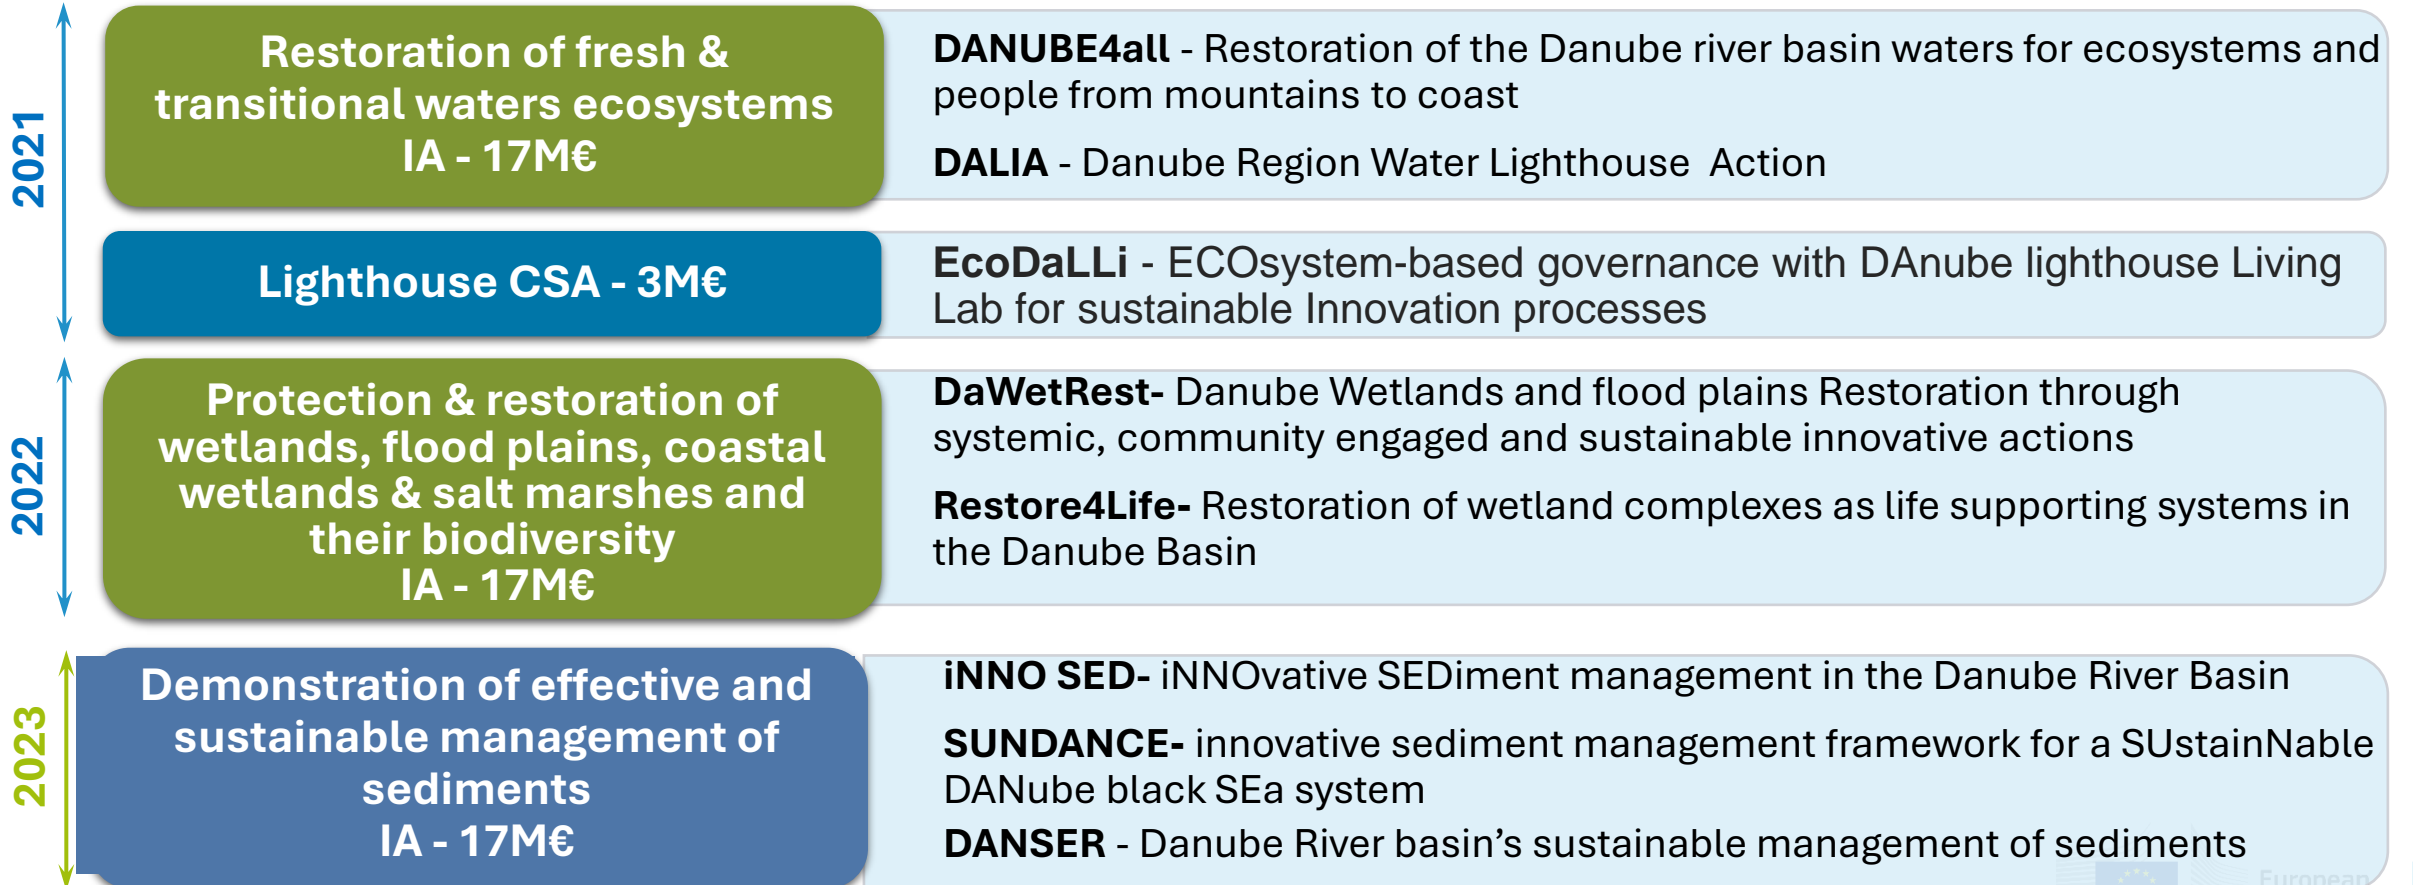 2021
Restoration of fresh &
transitional waters ecosystems
IA - 17M€
DANUBE4all - Restoration of the Danube river basin waters for ecosystems and
people from mountains to coast
DALIA - Danube Region Water Lighthouse Action
Lighthouse CSA - 3M€
EcoDaLLi - ECOsystem-based governance with DAnube lighthouse Living
Lab for sustainable Innovation processes
2022
Protection & restoration of
wetlands, flood plains, coastal
wetlands & salt marshes and
their biodiversity
IA - 17M€
DaWetRest- Danube Wetlands and flood plains Restoration through
systemic, community engaged and sustainable innovative actions
Restore4Life- Restoration of wetland complexes as life supporting systems in
the Danube Basin
2023
Demonstration of effective and
sustainable management of
sediments
IA - 17M€
iNNO SED- iNNOvative SEDiment management in the Danube River Basin
SUNDANCE- innovative sediment management framework for a SUstainNable
DANube black SEa system
DANSER - Danube River basin’s sustainable management of sediments
European